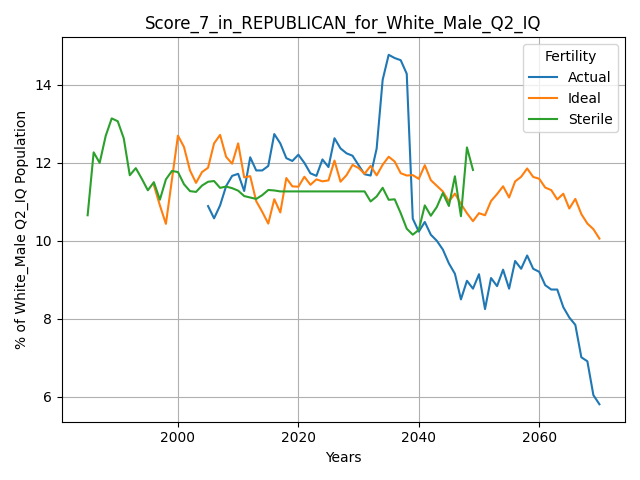 Score_7_in_REPUBLICAN_for_White_Male_Q2_IQ
Fertility
Actual
Ideal
Sterile
% of White_Male Q2_IQ Population
14
12
10
8
6
2000 2020 2040 2060
Years